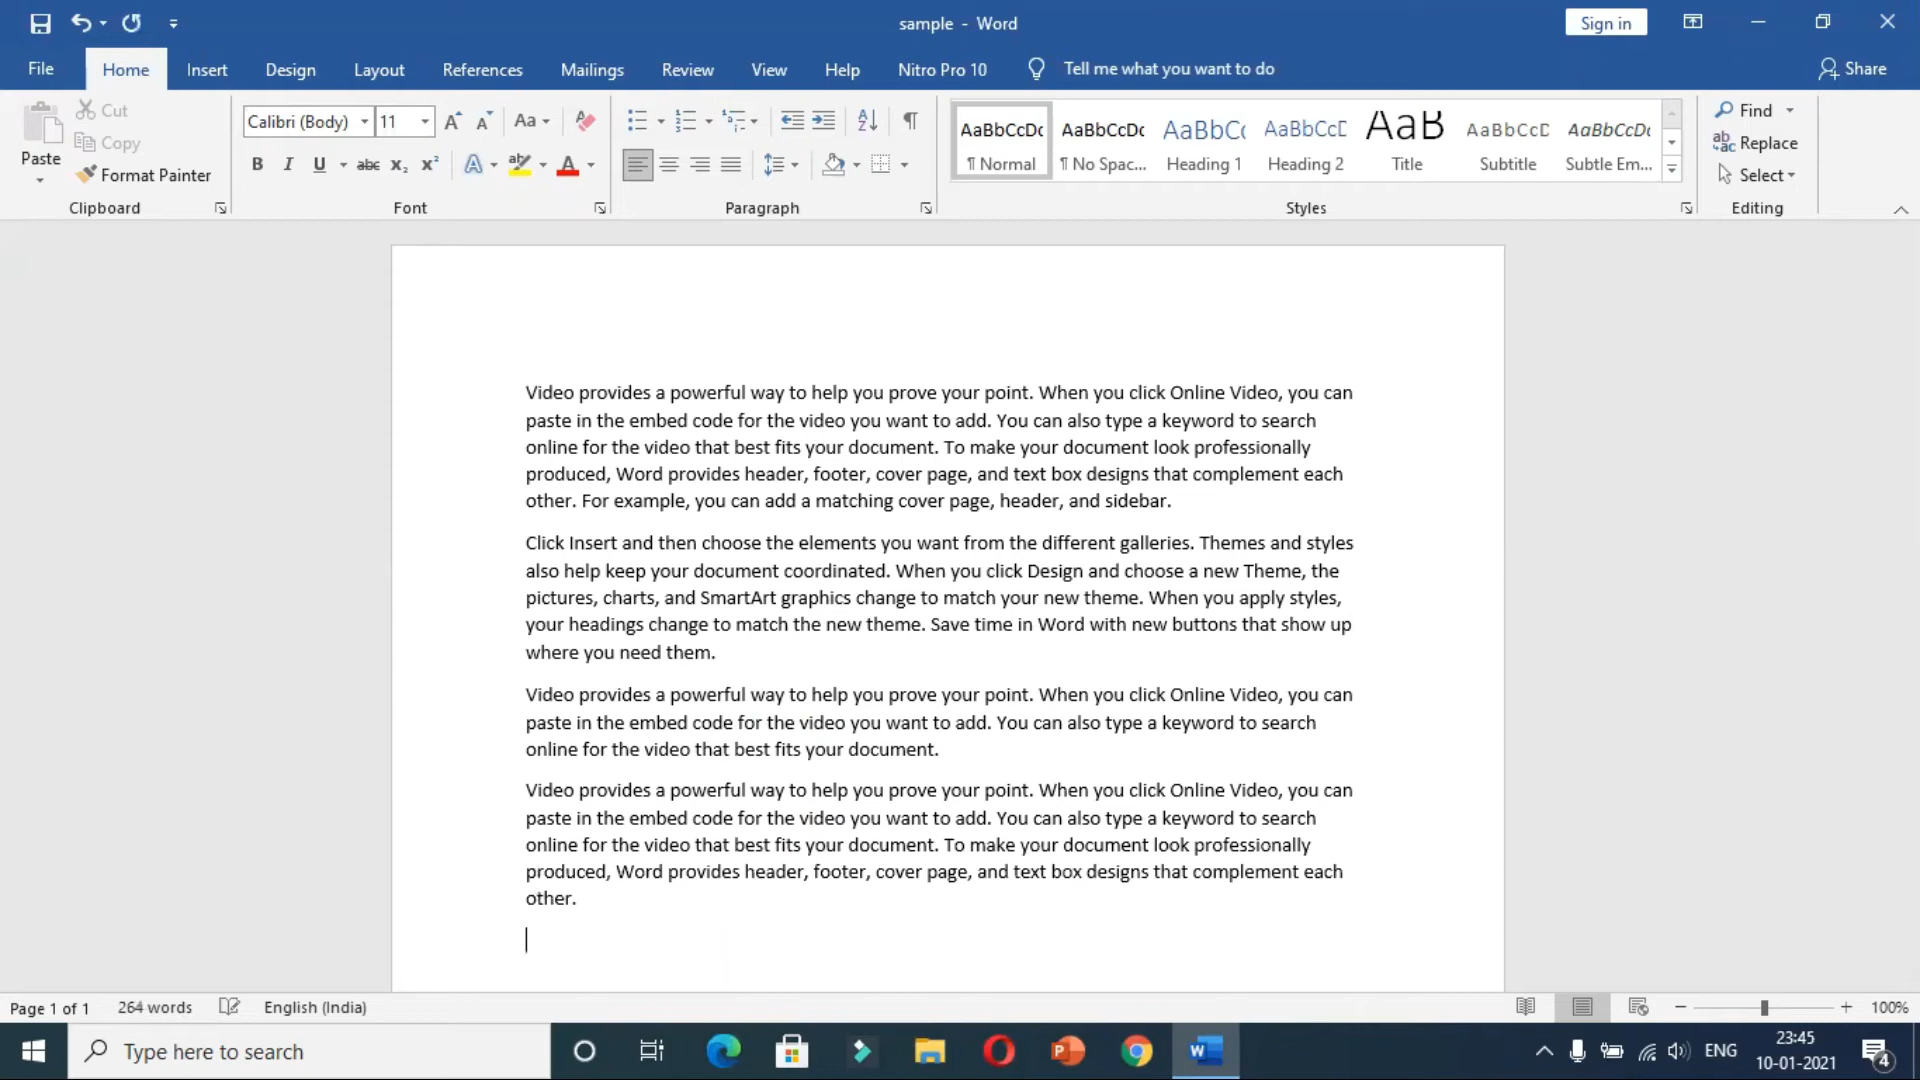 sample - Word
Sign in
File Home Insert Design Layout References Mailings Review View Help Nitro Pro 10 Tell me what you want to do Share
Paste
Cut
Copy
Format Painter
Clipboard
Calibri (Body) 11
Aa
B I U abc x₂ x²
A ab A
Font
Paragraph
AaBbCcDc AaBbCcDc AaBbCc AaBbCcD AaB AaBbCcD AaBbCcDc
¶ Normal ¶ No Spac... Heading 1 Heading 2 Title Subtitle Subtle Em...
Styles
Find
Replace
Select
Editing
Video provides a powerful way to help you prove your point. When you click Online Video, you can
paste in the embed code for the video you want to add. You can also type a keyword to search
online for the video that best fits your document. To make your document look professionally
produced, Word provides header, footer, cover page, and text box designs that complement each
other. For example, you can add a matching cover page, header, and sidebar.
Click Insert and then choose the elements you want from the different galleries. Themes and styles
also help keep your document coordinated. When you click Design and choose a new Theme, the
pictures, charts, and SmartArt graphics change to match your new theme. When you apply styles,
your headings change to match the new theme. Save time in Word with new buttons that show up
where you need them.
Video provides a powerful way to help you prove your point. When you click Online Video, you can
paste in the embed code for the video you want to add. You can also type a keyword to search
online for the video that best fits your document.
Video provides a powerful way to help you prove your point. When you click Online Video, you can
paste in the embed code for the video you want to add. You can also type a keyword to search
online for the video that best fits your document. To make your document look professionally
produced, Word provides header, footer, cover page, and text box designs that complement each
other.
Page 1 of 1 264 words English (India) 100%
Type here to search
ENG
23:45
10-01-2021
4